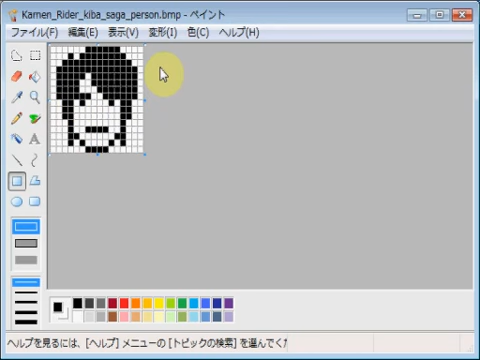 Kamen_Rider_kiba_saga_person.bmp - ペイント
ファイル(F) 編集(E) 表示(V) 変形(I) 色(C) ヘルプ(H)
A
ヘルプを見るには、[ヘルプ] メニューの [トピックの検索] を選んでくだ